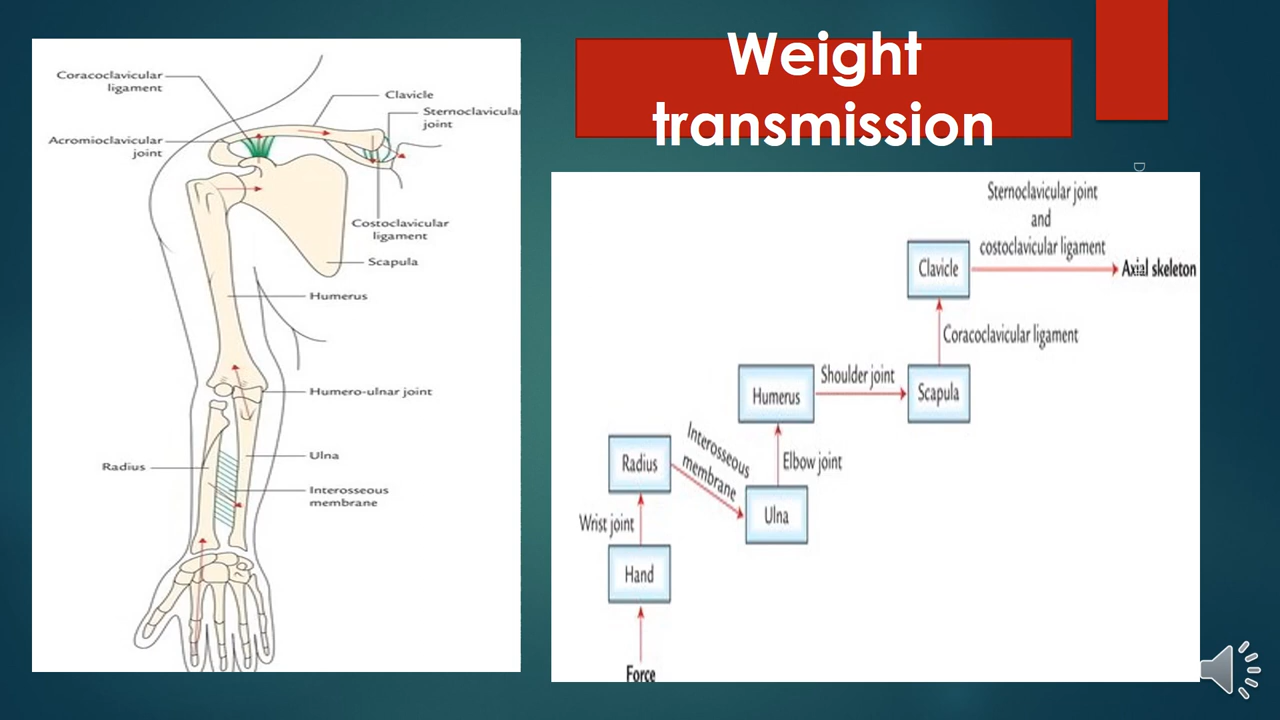 Weight
transmission
Coracoclavicular
ligament
Clavicle
Sternoclavicular
joint
Acromioclavicular
joint
Costoclavicular
ligament
Scapula
Humerus
Humero-ulnar joint
Radius
Ulna
Interosseous
membrane
Sternoclavicular joint
and
costoclavicular ligament
Clavicle
Axial skeleton
Coracoclavicular ligament
Humerus
Shoulder joint
Scapula
Radius
Interosseous
membrane
Elbow joint
Ulna
Wrist joint
Hand
Force
D